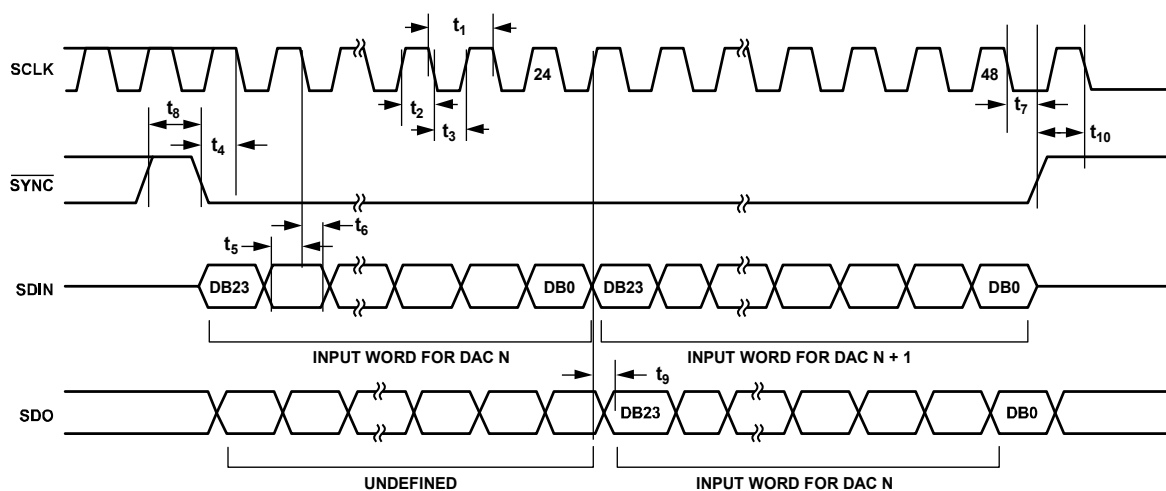 t1
SCLK
24
48
t2
t3
t7
t8
t4
t10
SYNC
t6
t5
SDIN
DB23
DB0
DB23
DB0
INPUT WORD FOR DAC N
INPUT WORD FOR DAC N + 1
t9
SDO
DB23
DB0
UNDEFINED
INPUT WORD FOR DAC N